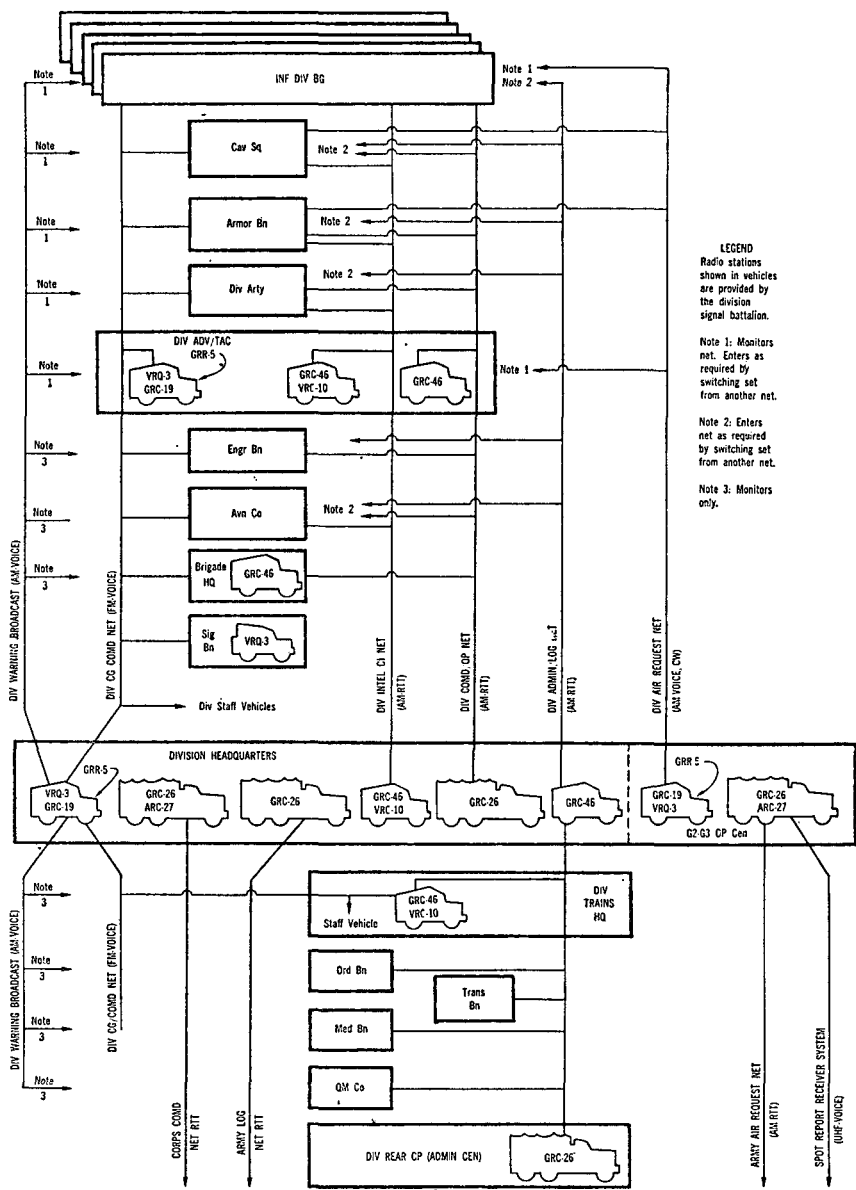 INF DIV BG
Note 1
Note 2
Note
1
Note
1
Cav Sq
Note 2
Note
1
Armor Bn
Note 2
Note
1
Div Arty
Note 2
LEGEND
Radio stations
shown in vehicles
are provided by
the division
signal battalion.
Note 1: Monitors
net. Enters as
required by
switching set
from another net.
Note 2: Enters
net as required
by switching set
from another net.
Note 3: Monitors
only.
DIV ADV/TAC
GRR-5
VRQ-3
GRC-19
GRC-46
VRC-10
GRC-46
Note
1
Note 1
Note
3
Engr Bn
Note
3
Avn Co
Note 2
Note
3
Brigade
HQ
GRC-46
Sig
Bn
VRQ-3
DIV WARNING BROADCAST (AM-VOICE)
DIV CG COMD NET (FM-VOICE)
DIV INTEL CI NET
(AM-RTT)
DIV COMD, OP NET
(AM-RTT)
DIV ADMIN/LOG NET
(AM RTT)
DIV AIR REQUEST NET
(AM VOICE, CW)
Div Staff Vehicles
DIVISION HEADQUARTERS
GRR-5
VRQ-3
GRC-19
GRC-26
ARC-27
GRC-26
GRC-46
VRC-10
GRC-26
GRC-46
GRR 5
GRC-19
VRQ-3
GRC-26
ARC-27
G2-G3 CP Cen
Note
3
GRC-46
VRC-10
Staff Vehicle
DIV
TRAINS
HQ
Note
3
Ord Bn
Trans
Bn
Note
3
Med Bn
Note
3
QM Co
DIV WARNING BROADCAST (AM-VOICE)
DIV CG/COMD NET (FM-VOICE)
CORPS COMD
NET RTT
ARMY LOG
NET RTT
DIV REAR CP (ADMIN CEN)
GRC-26
ARMY AIR REQUEST NET
(AM RTT)
SPOT REPORT RECEIVER SYSTEM
(UHF-VOICE)